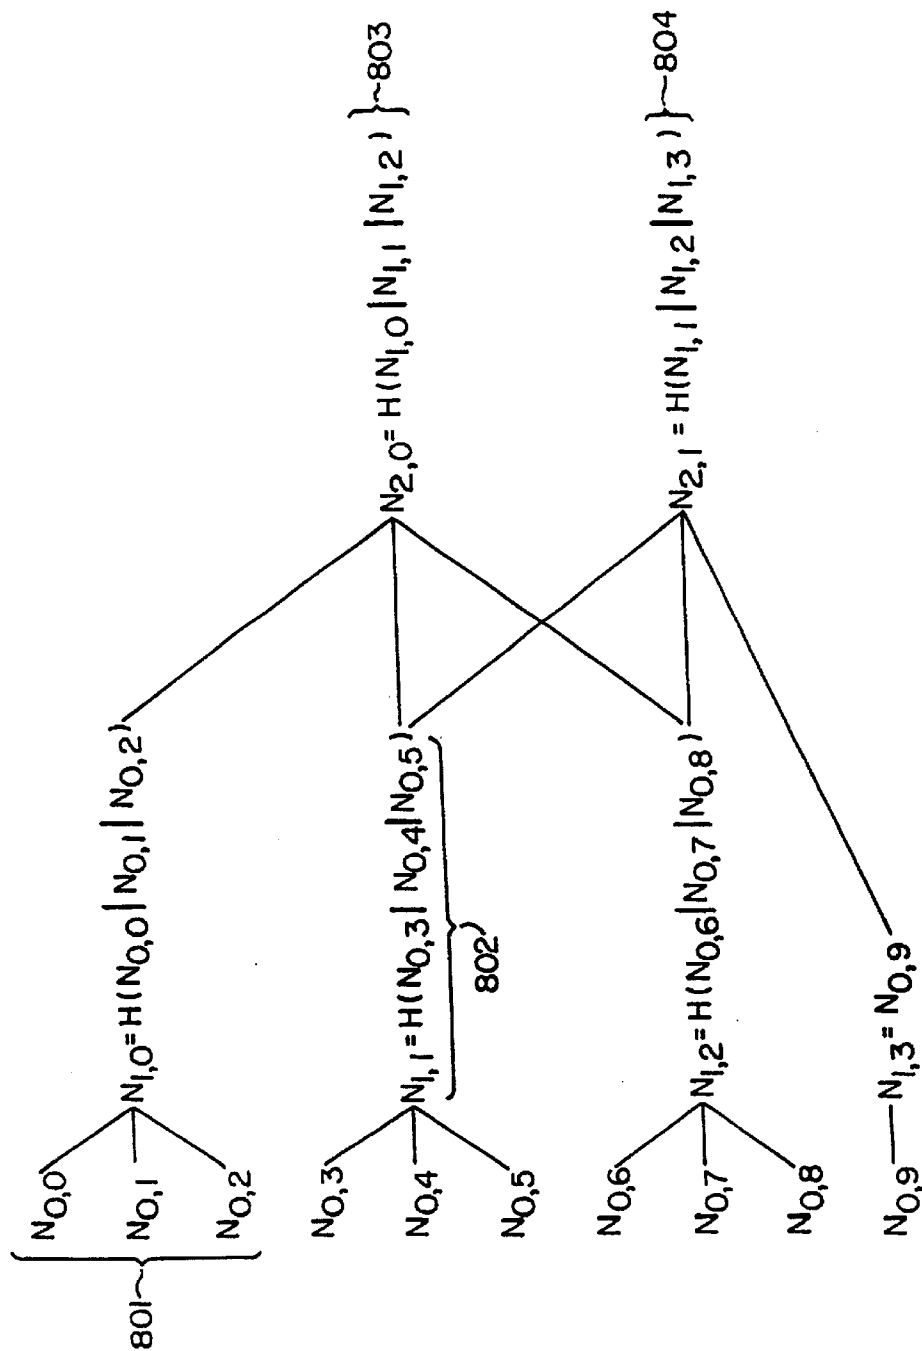 801
N0,0
N0,1
N0,2
N1,0=H(N0,0|N0,1|N0,2)
N0,3
N0,4
N0,5
N1,1=H(N0,3|N0,4|N0,5)
802
N0,6
N0,7
N0,8
N1,2=H(N0,6|N0,7|N0,8)
N0,9
N1,3=N0,9
N2,0=H(N1,0|N1,1|N1,2)
803
N2,1=H(N1,1|N1,2|N1,3)
804